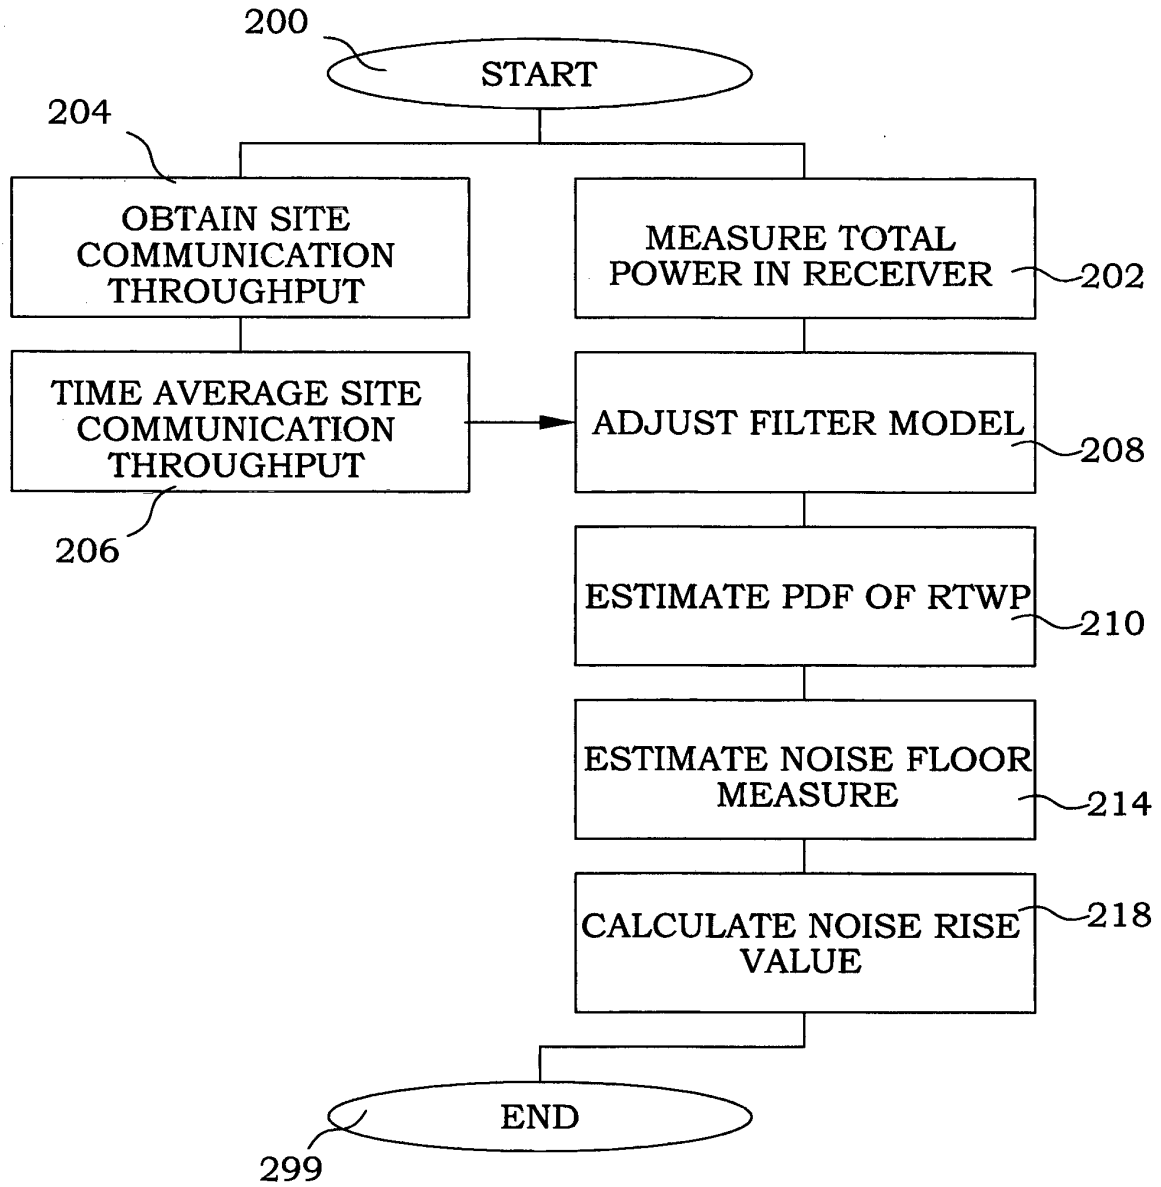 200
START
204
OBTAIN SITE
COMMUNICATION
THROUGHPUT
MEASURE TOTAL
POWER IN RECEIVER
202
TIME AVERAGE SITE
COMMUNICATION
THROUGHPUT
206
ADJUST FILTER MODEL
208
ESTIMATE PDF OF RTWP
210
ESTIMATE NOISE FLOOR
MEASURE
214
CALCULATE NOISE RISE
VALUE
218
END
299